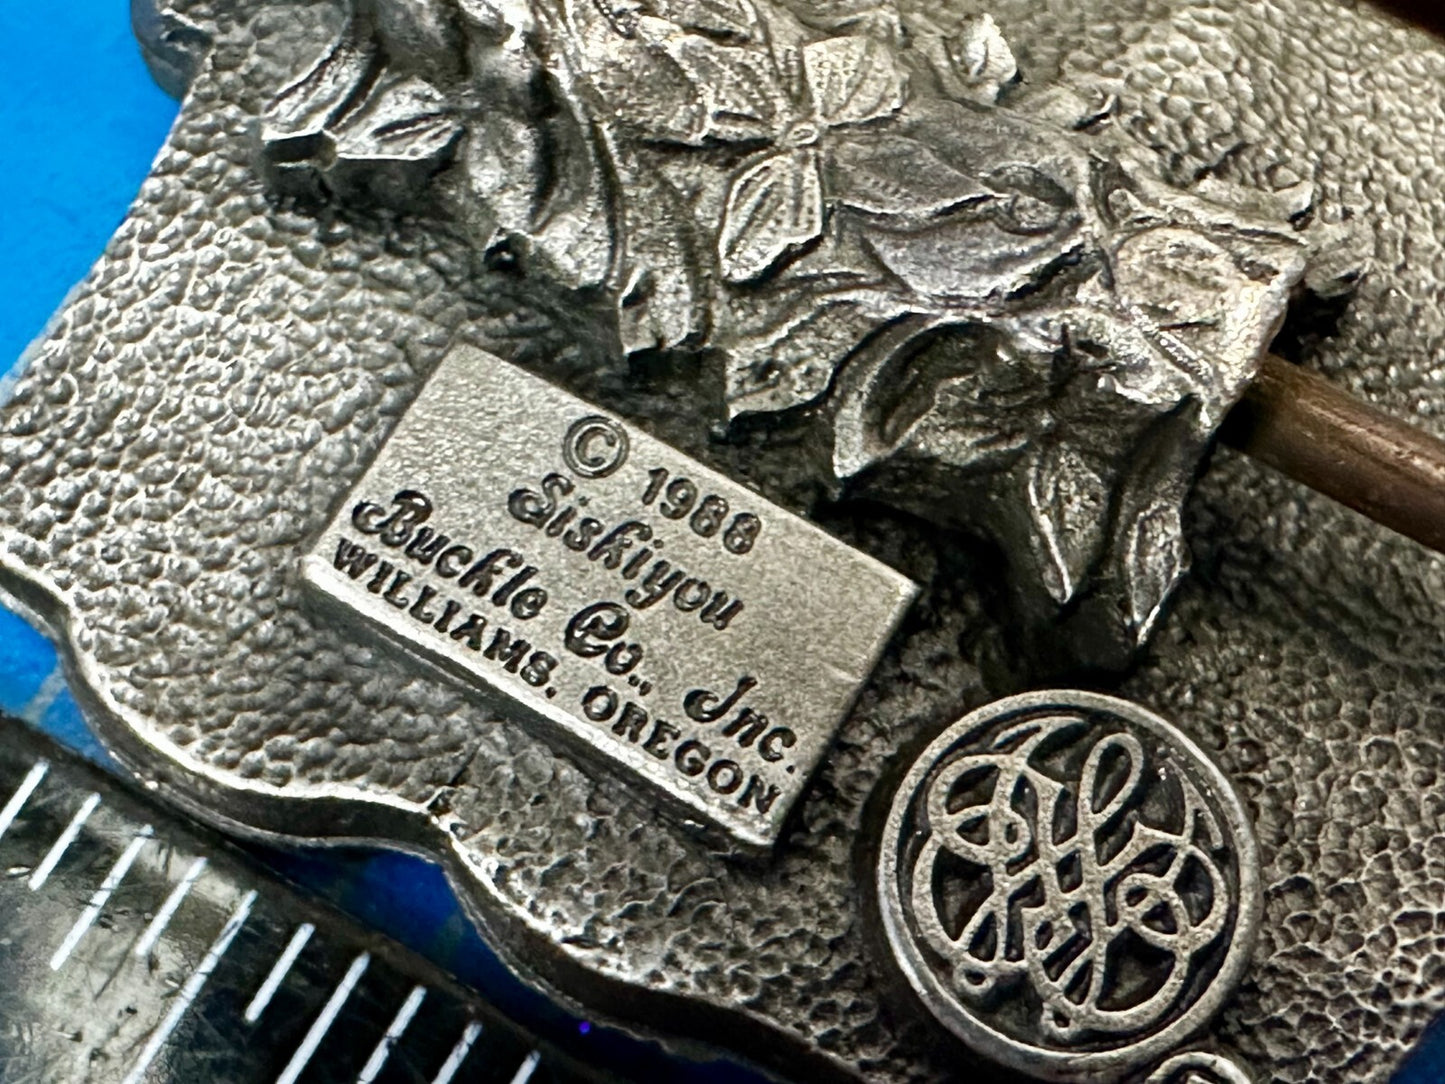 © 1988
Siskiyou
Buckle Co., Inc.
WILLIAMS, OREGON